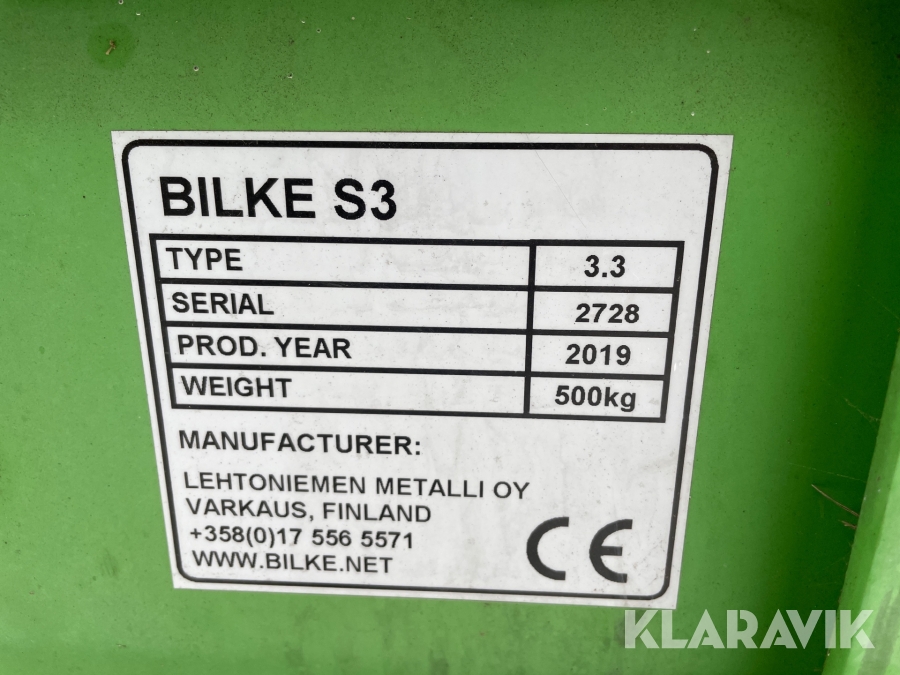 BILKE S3
TYPE 3.3
SERIAL 2728
PROD. YEAR 2019
WEIGHT 500kg
MANUFACTURER:
LEHTONIEMEN METALLI OY
VARKAUS, FINLAND
+358(0)17 556 5571
WWW.BILKE.NET
CE
KLARAVIK